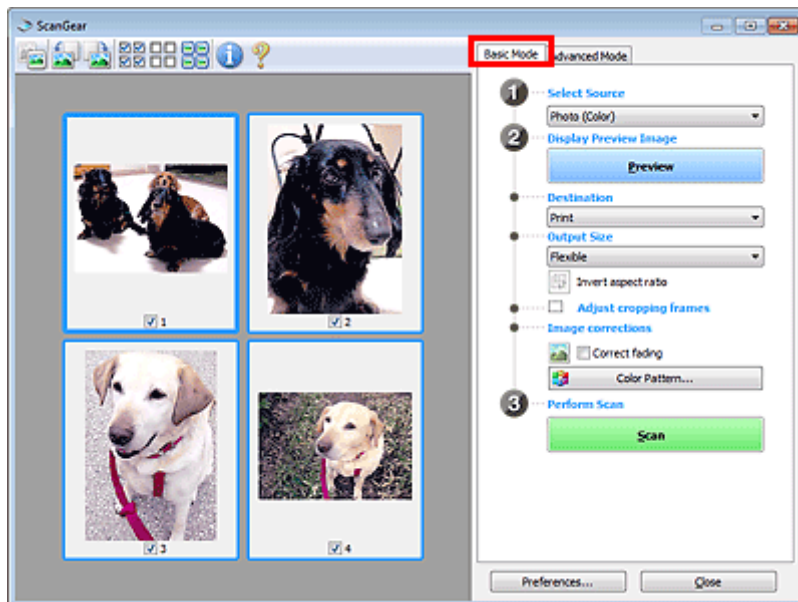 ScanGear
Basic Mode
Advanced Mode
1
Select Source
Photo (Color)
2
Display Preview Image
Preview
Destination
Print
Output Size
Flexible
Invert aspect ratio
Adjust cropping frames
Image corrections
Correct fading
Color Pattern...
3
Perform Scan
Scan
1
2
3
4
Preferences...
Close